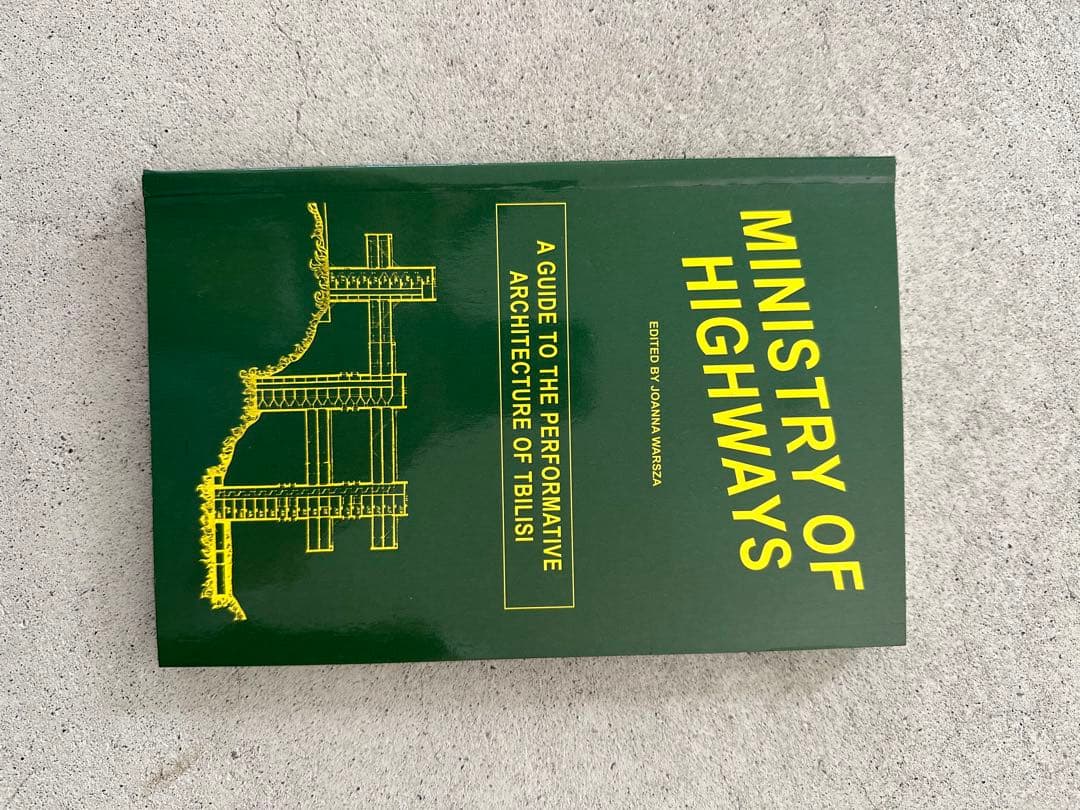 MINISTRY OF
HIGHWAYS
EDITED BY JOANNA WARSZA
A GUIDE TO THE PERFORMATIVE
ARCHITECTURE OF TBILISI